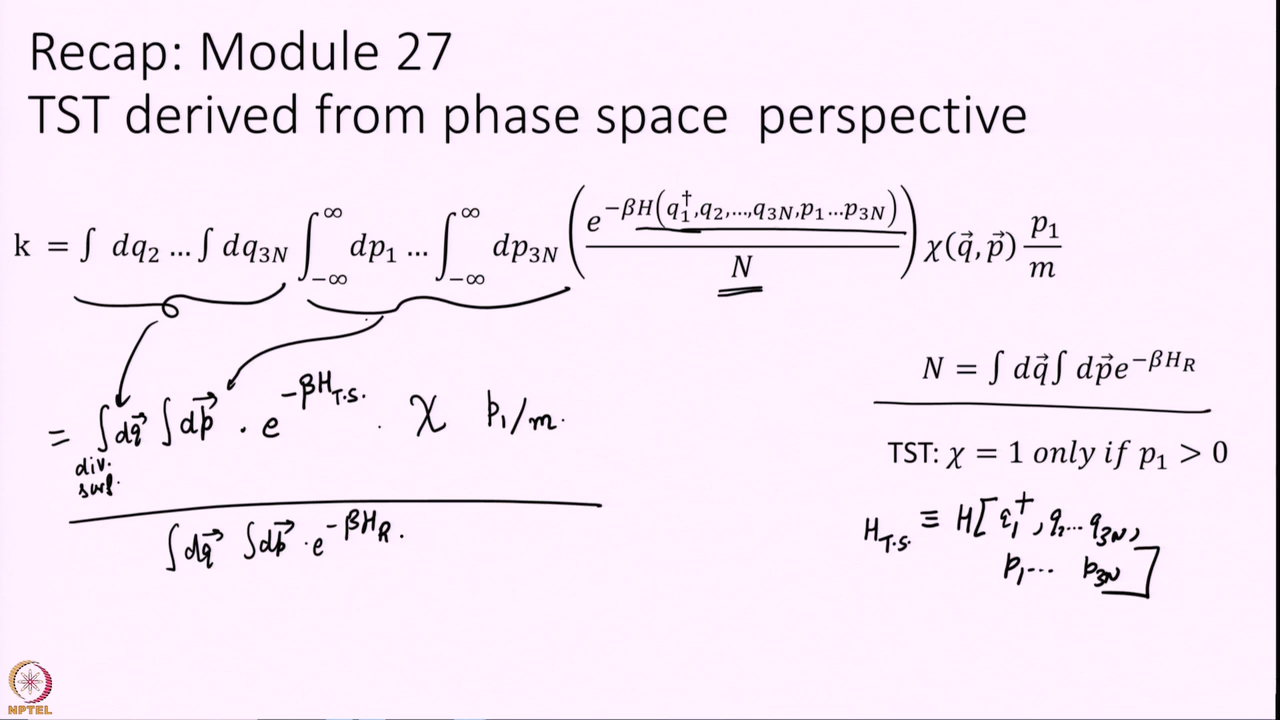 Recap: Module 27
TST derived from phase space perspective
k = ∫ dq₂ … ∫ dq₃N ∫₋∞^∞ dp₁ … ∫₋∞^∞ dp₃N ( e^{−βH(q₁†,q₂,…,q₃N,p₁…p₃N)} / N ) χ(q⃗, p⃗) p₁/m
N = ∫ dq⃗ ∫ dp⃗ e^{−βH_R}
= ∫ dq⃗ ∫ dp⃗ · e^{−βH_{T.S.}} · χ p₁/m.
div.
surf.
TST: χ = 1 only if p₁ > 0
∫ dq⃗ ∫ dp⃗ · e^{−βH_R}.
H_{T.S.} ≡ H[q₁†, q₂… q₃N,
p₁… p₃N]
NPTEL